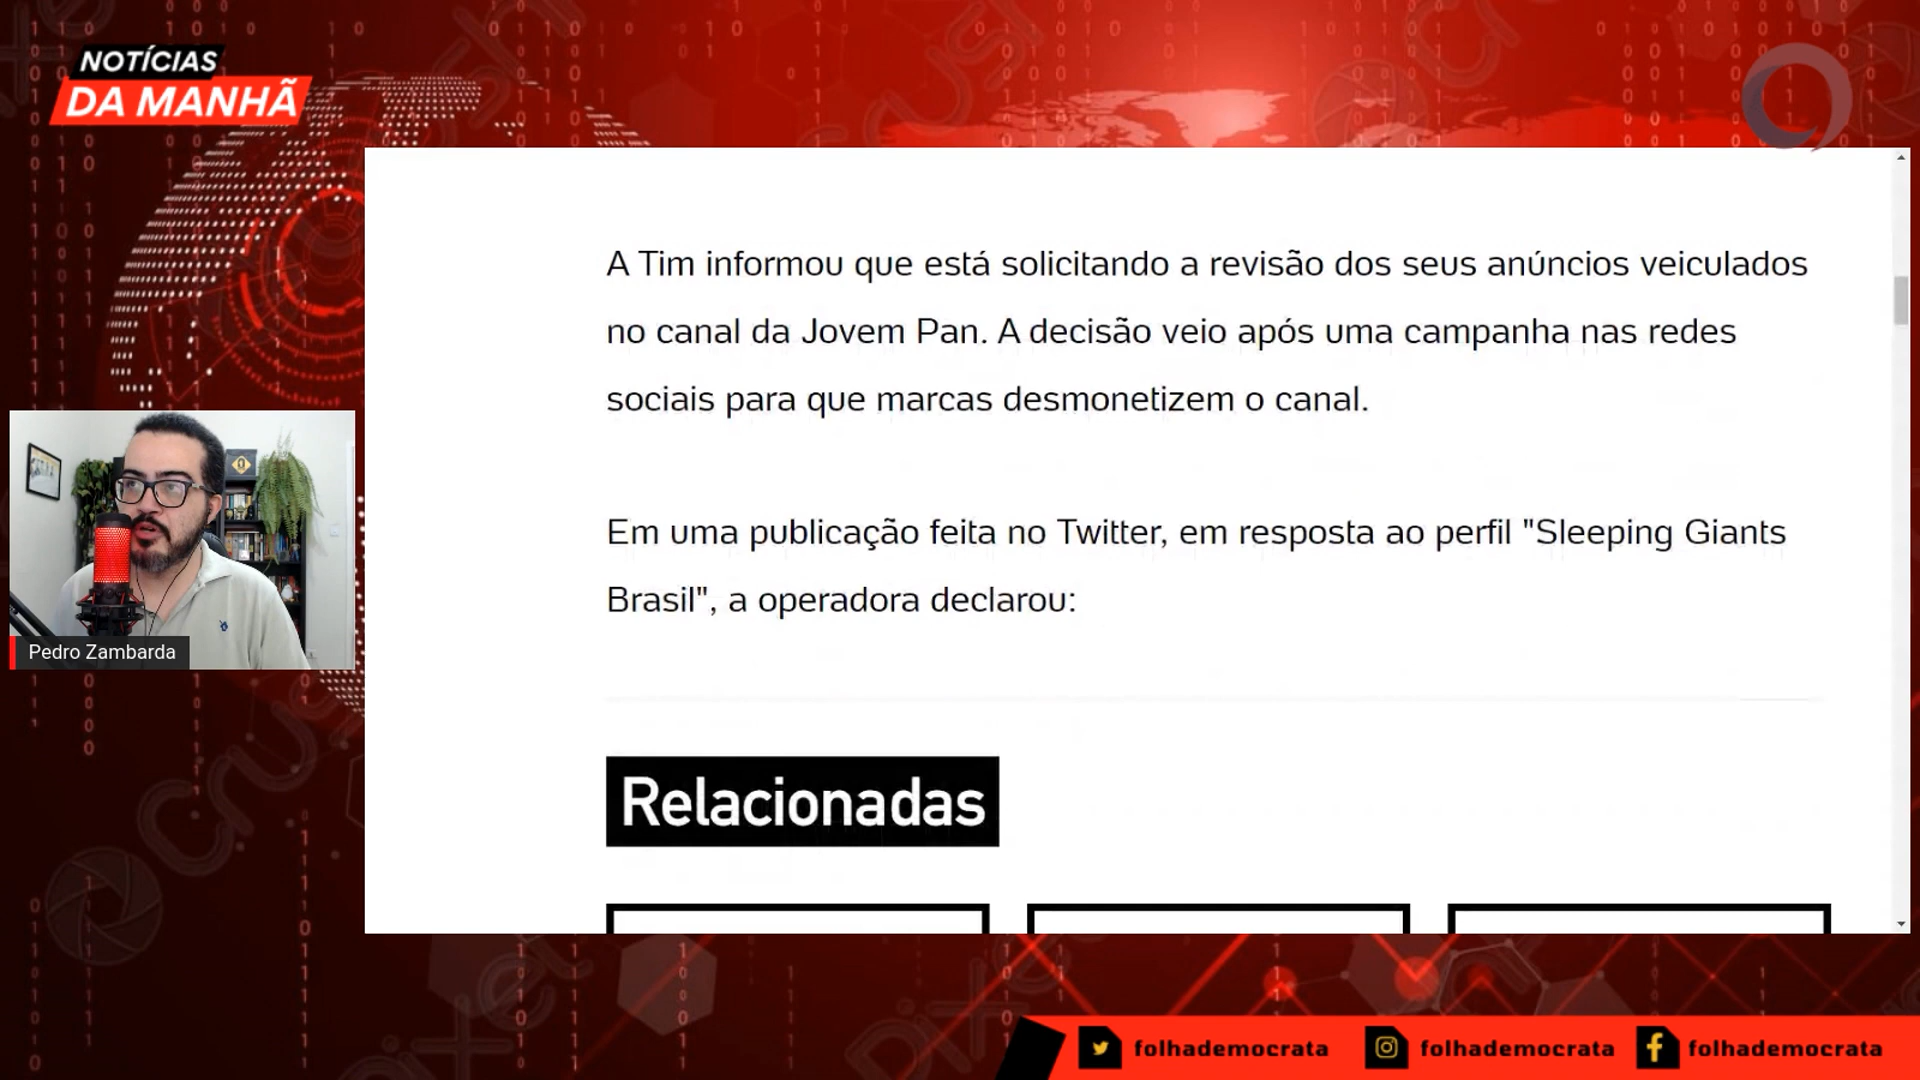 NOTÍCIAS
DA MANHÃ
A Tim informou que está solicitando a revisão dos seus anúncios veiculados
no canal da Jovem Pan. A decisão veio após uma campanha nas redes
sociais para que marcas desmonetizem o canal.
Em uma publicação feita no Twitter, em resposta ao perfil "Sleeping Giants
Brasil", a operadora declarou:
Pedro Zambarda
Relacionadas
folhademocrata
folhademocrata
folhademocrata